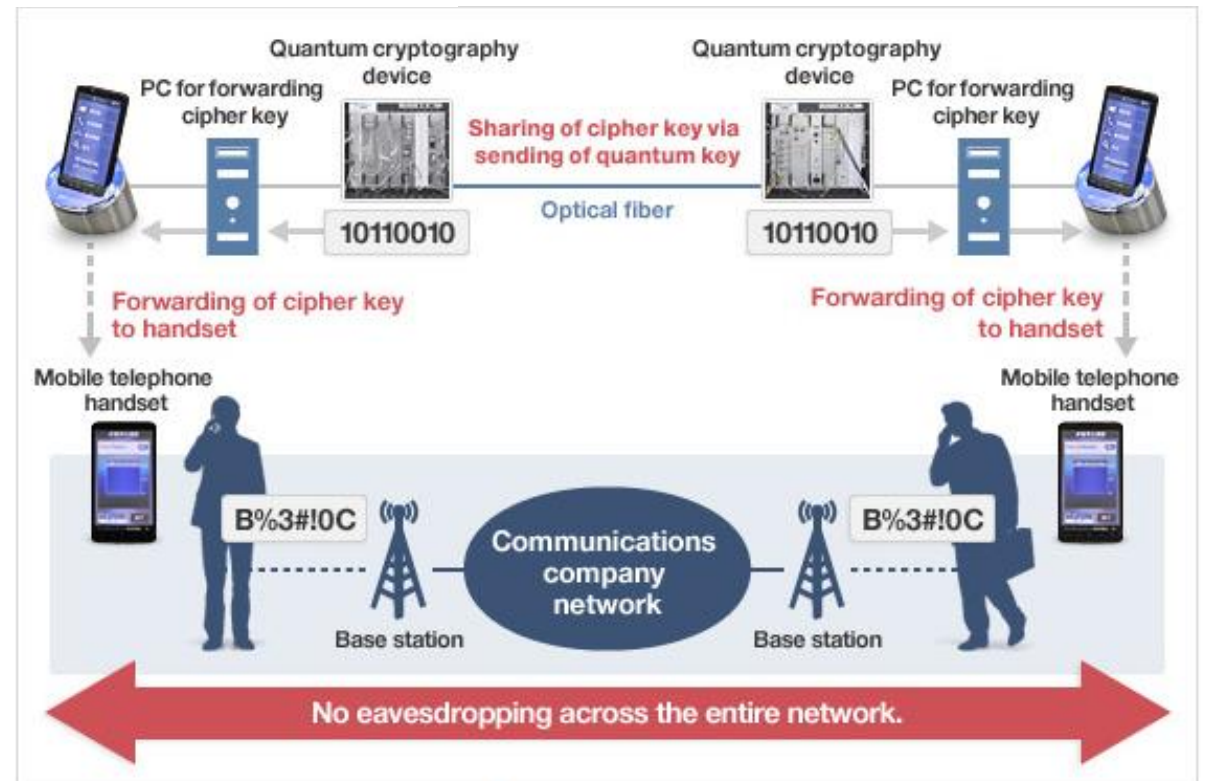 Quantum cryptography
device
Quantum cryptography
device
PC for forwarding
cipher key
PC for forwarding
cipher key
Sharing of cipher key via
sending of quantum key
Optical fiber
10110010
10110010
Forwarding of cipher key
to handset
Forwarding of cipher key
to handset
Mobile telephone
handset
Mobile telephone
handset
B%3#!0C
B%3#!0C
Communications
company
network
Base station
Base station
No eavesdropping across the entire network.